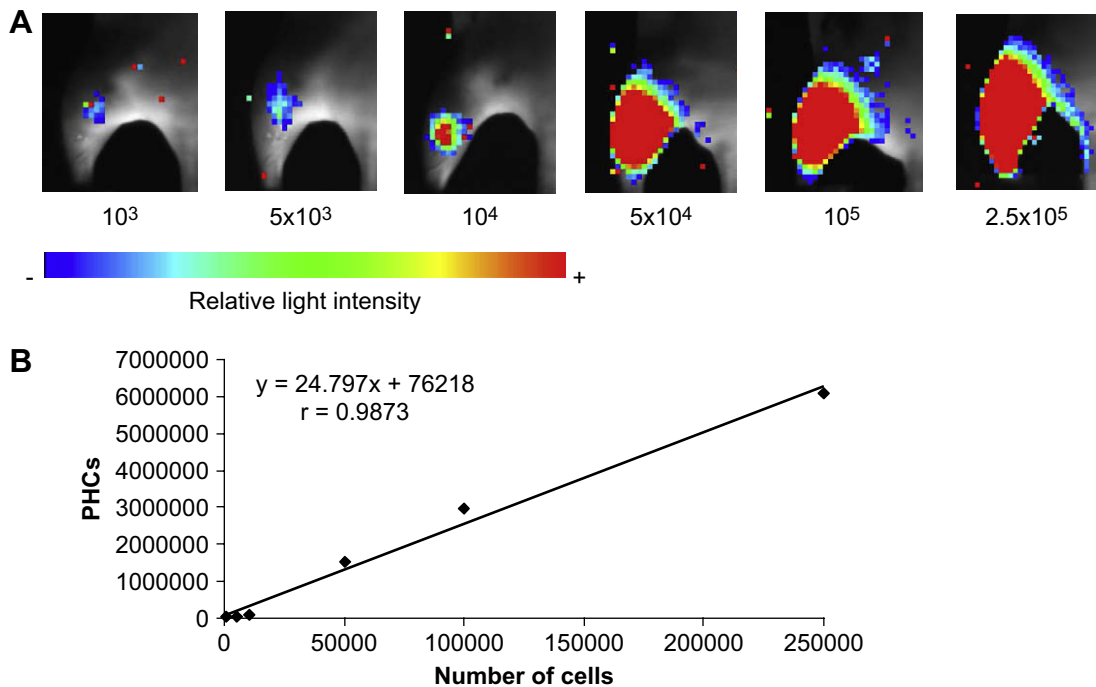 A
10³ 5x10³ 10⁴ 5x10⁴ 10⁵ 2.5x10⁵
- +
Relative light intensity
B
y = 24.797x + 76218
r = 0.9873
PHCs
7000000
6000000
5000000
4000000
3000000
2000000
1000000
0
0 50000 100000 150000 200000 250000
Number of cells